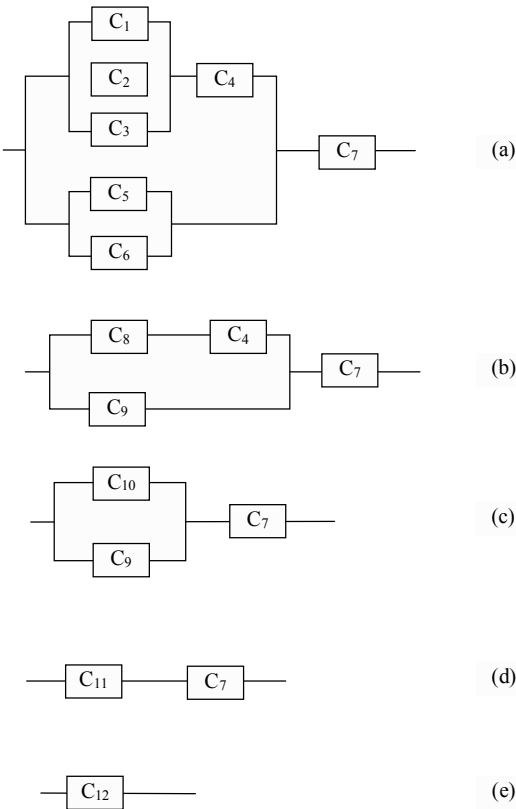 C₁
C₂ C₄
C₃
C₇ (a)
C₅
C₆
C₈ C₄
C₇ (b)
C₉
C₁₀
C₇ (c)
C₉
C₁₁ C₇ (d)
C₁₂ (e)